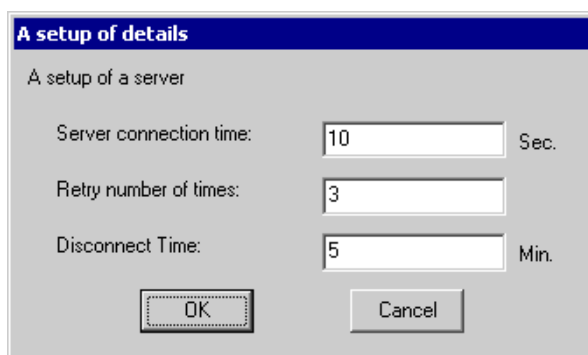 A setup of details
A setup of a server
Server connection time: 10 Sec.
Retry number of times: 3
Disconnect Time: 5 Min.
OK Cancel